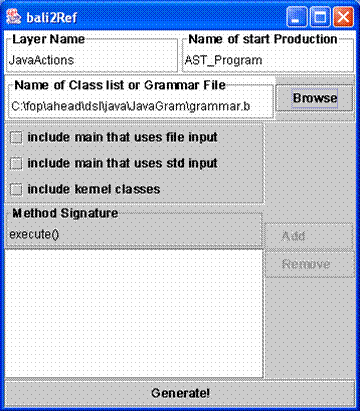 bali2Ref
Layer Name
Name of start Production
JavaActions
AST_Program
Name of Class list or Grammar File
C:\fop\ahead\dsl\java\JavaGram\grammar.b
Browse
include main that uses file input
include main that uses std input
include kernel classes
Method Signature
execute()
Add
Remove
Generate!